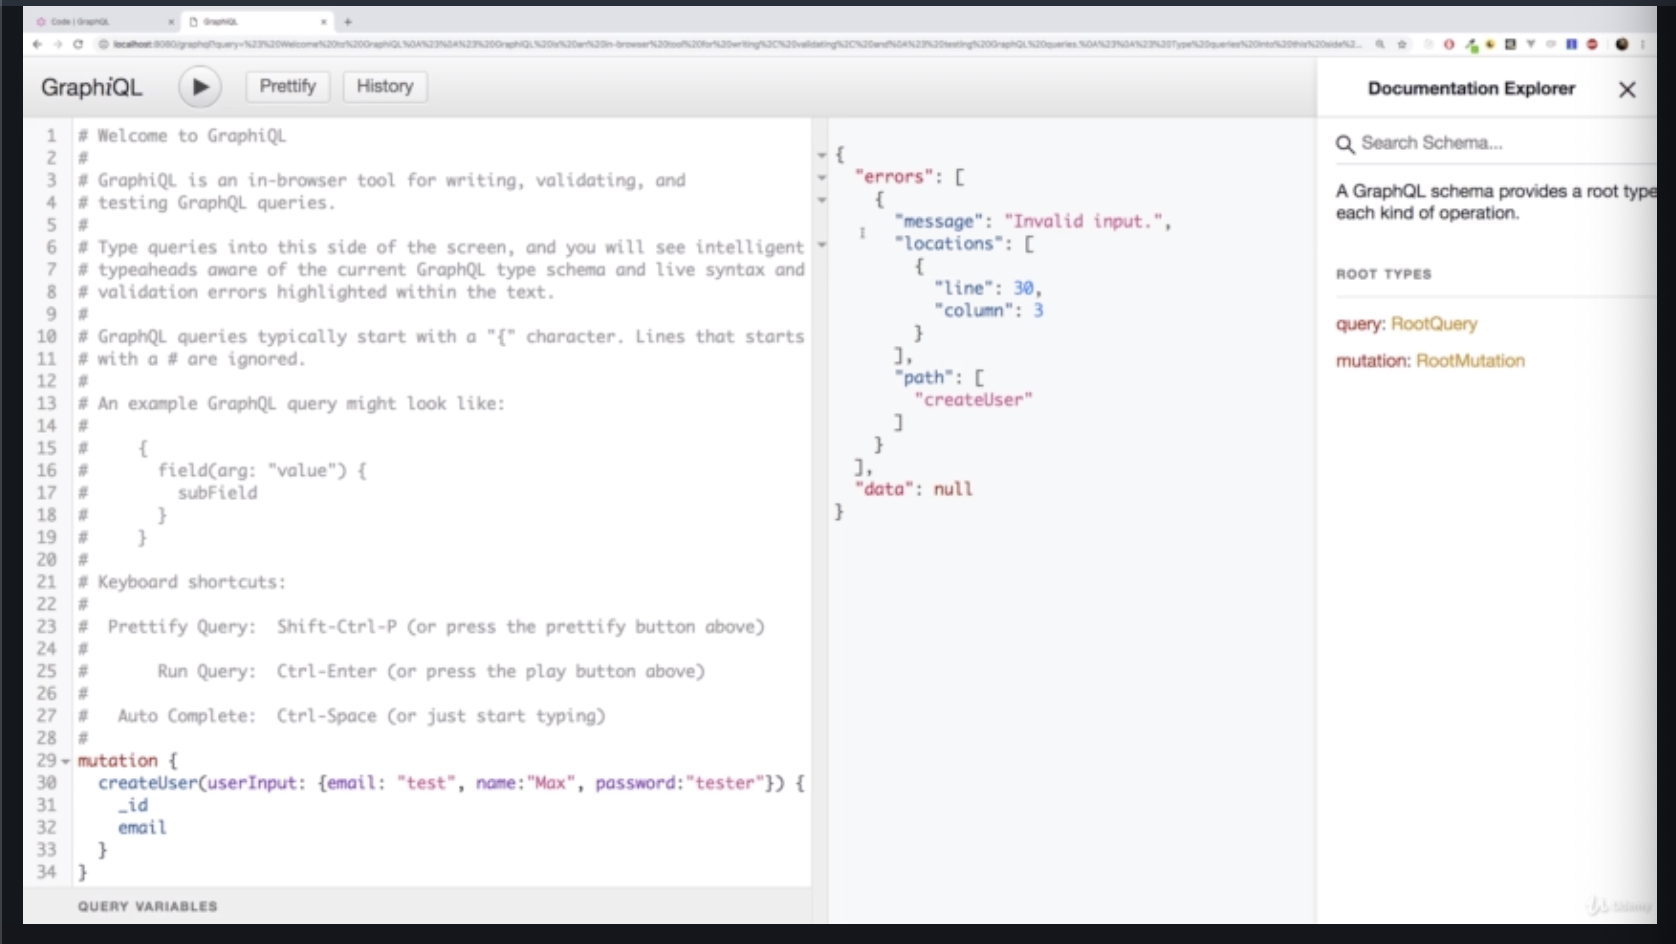 Code | GraphQL
GraphiQL
GraphiQL
Prettify
History
1 # Welcome to GraphiQL
2 #
3 # GraphiQL is an in-browser tool for writing, validating, and
4 # testing GraphQL queries.
5 #
6 # Type queries into this side of the screen, and you will see intelligent
7 # typeaheads aware of the current GraphQL type schema and live syntax and
8 # validation errors highlighted within the text.
9 #
10 # GraphQL queries typically start with a "{" character. Lines that starts
11 # with a # are ignored.
12 #
13 # An example GraphQL query might look like:
14 #
15 #     {
16 #       field(arg: "value") {
17 #         subField
18 #       }
19 #     }
20 #
21 # Keyboard shortcuts:
22 #
23 #  Prettify Query:  Shift-Ctrl-P (or press the prettify button above)
24 #
25 #       Run Query:  Ctrl-Enter (or press the play button above)
26 #
27 #   Auto Complete:  Ctrl-Space (or just start typing)
28 #
29 mutation {
30   createUser(userInput: {email: "test", name:"Max", password:"tester"}) {
31     _id
32     email
33   }
34 }
QUERY VARIABLES
{
  "errors": [
    {
      "message": "Invalid input.",
      "locations": [
        {
          "line": 30,
          "column": 3
        }
      ],
      "path": [
        "createUser"
      ]
    }
  ],
  "data": null
}
Documentation Explorer
Search Schema...
A GraphQL schema provides a root type
each kind of operation.
ROOT TYPES
query: RootQuery
mutation: RootMutation
Udemy